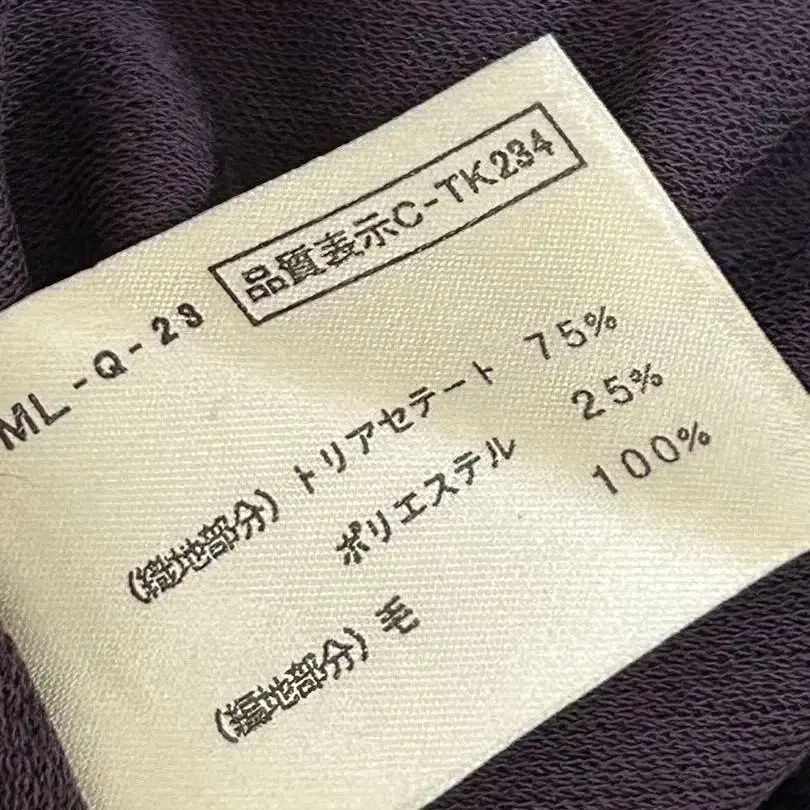 品質表示C-TK234
ML-Q-23
(織地部分) トリアセテート 75%
ポリエステル 25%
(編地部分) 毛 100%